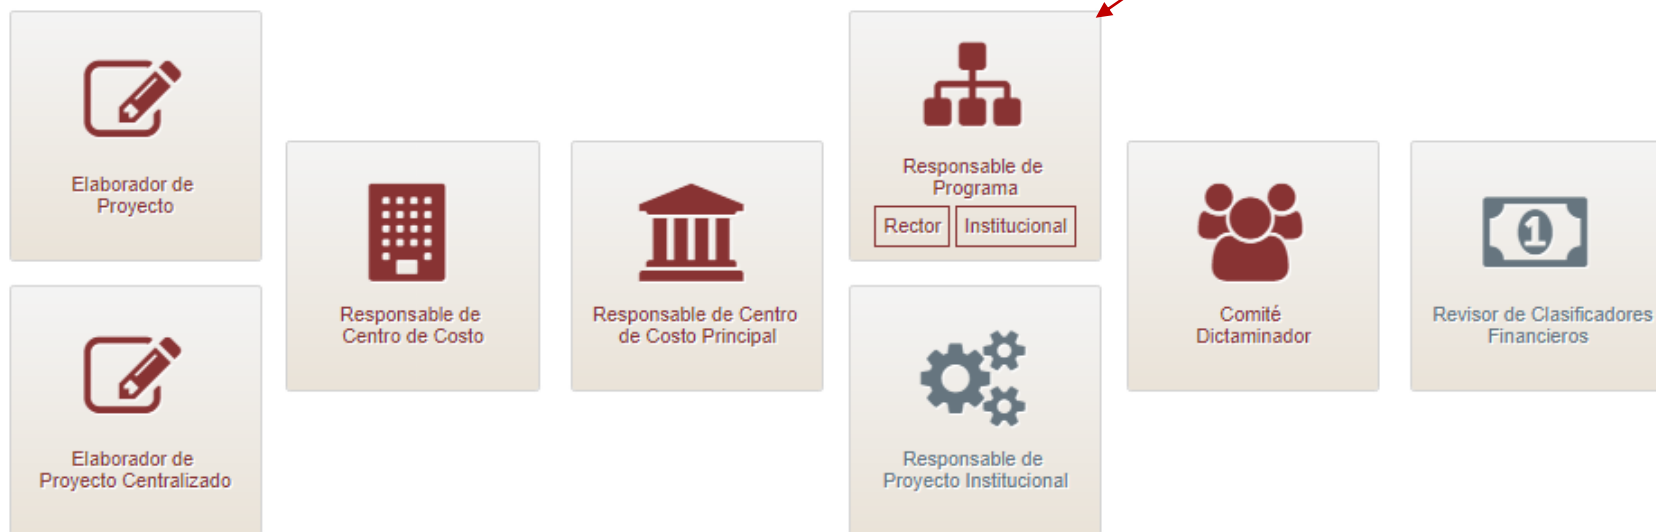 Elaborador de
Proyecto
Elaborador de
Proyecto Centralizado
Responsable de
Centro de Costo
Responsable de Centro
de Costo Principal
Responsable de
Programa
Rector Institucional
Responsable de
Proyecto Institucional
Comité
Dictaminador
1
Revisor de Clasificadores
Financieros